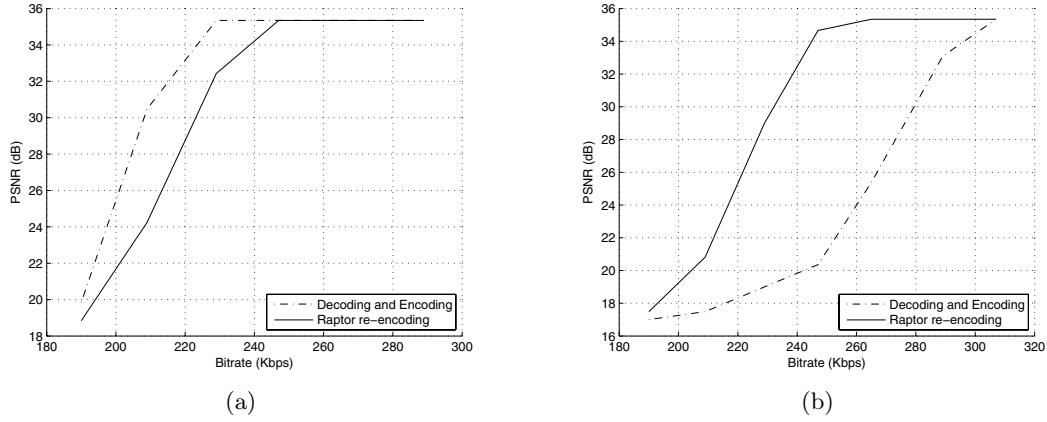 36
34
32
30
28
26
24
22
20
18
PSNR (dB)
180 200 220 240 260 280 300
Bitrate (Kbps)
Decoding and Encoding
Raptor re-encoding
(a)
36
34
32
30
28
26
24
22
20
18
16
PSNR (dB)
180 200 220 240 260 280 300 320
Bitrate (Kbps)
Decoding and Encoding
Raptor re-encoding
(b)